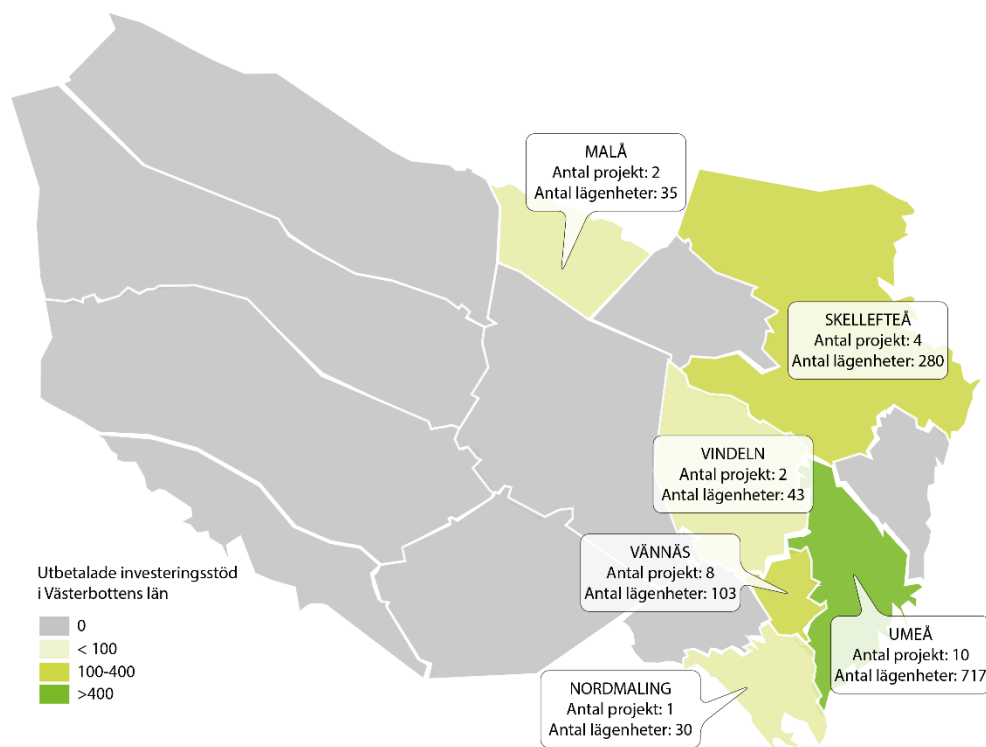 MALÅ
Antal projekt: 2
Antal lägenheter: 35
SKELLEFTEÅ
Antal projekt: 4
Antal lägenheter: 280
VINDELN
Antal projekt: 2
Antal lägenheter: 43
VÄNNÄS
Antal projekt: 8
Antal lägenheter: 103
UMEÅ
Antal projekt: 10
Antal lägenheter: 717
NORDMALING
Antal projekt: 1
Antal lägenheter: 30
Utbetalade investeringsstöd
i Västerbottens län
0
< 100
100-400
>400